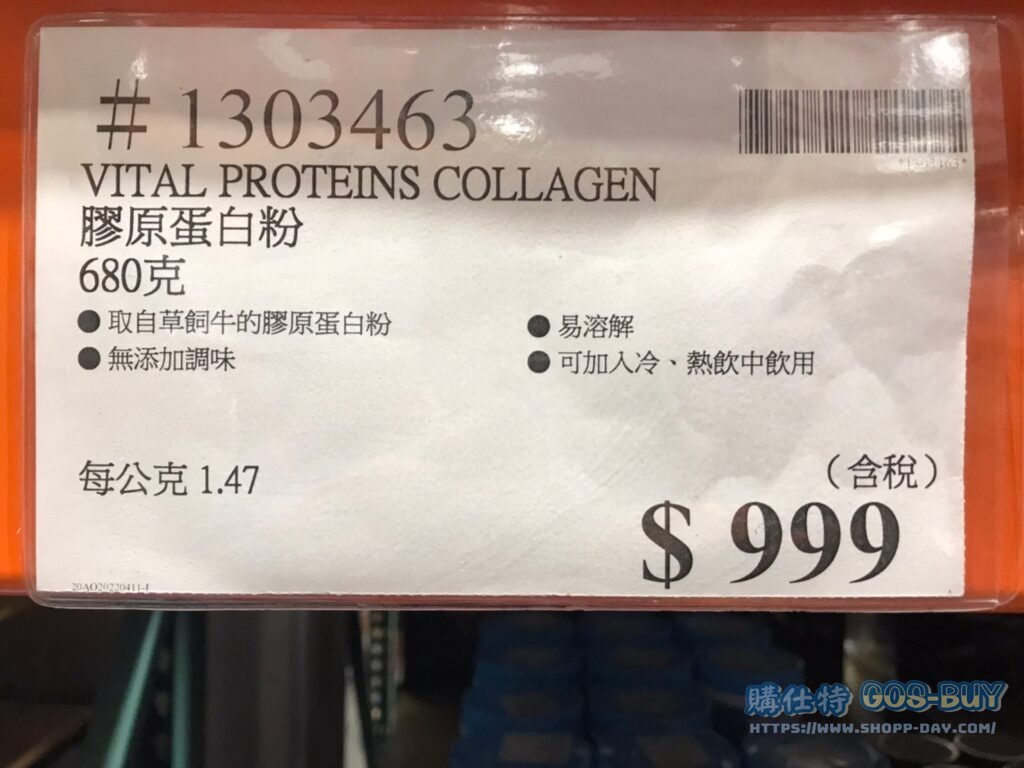 # 1303463
VITAL PROTEINS COLLAGEN
膠原蛋白粉
680克
●取自草飼牛的膠原蛋白粉
●無添加調味
●易溶解
●可加入冷、熱飲中飲用
每公克 1.47
（含稅）
$ 999
20AO20220411-J
購仕特 GOS-BUY
HTTPS://WWW.SHOPP-DAY.COM/